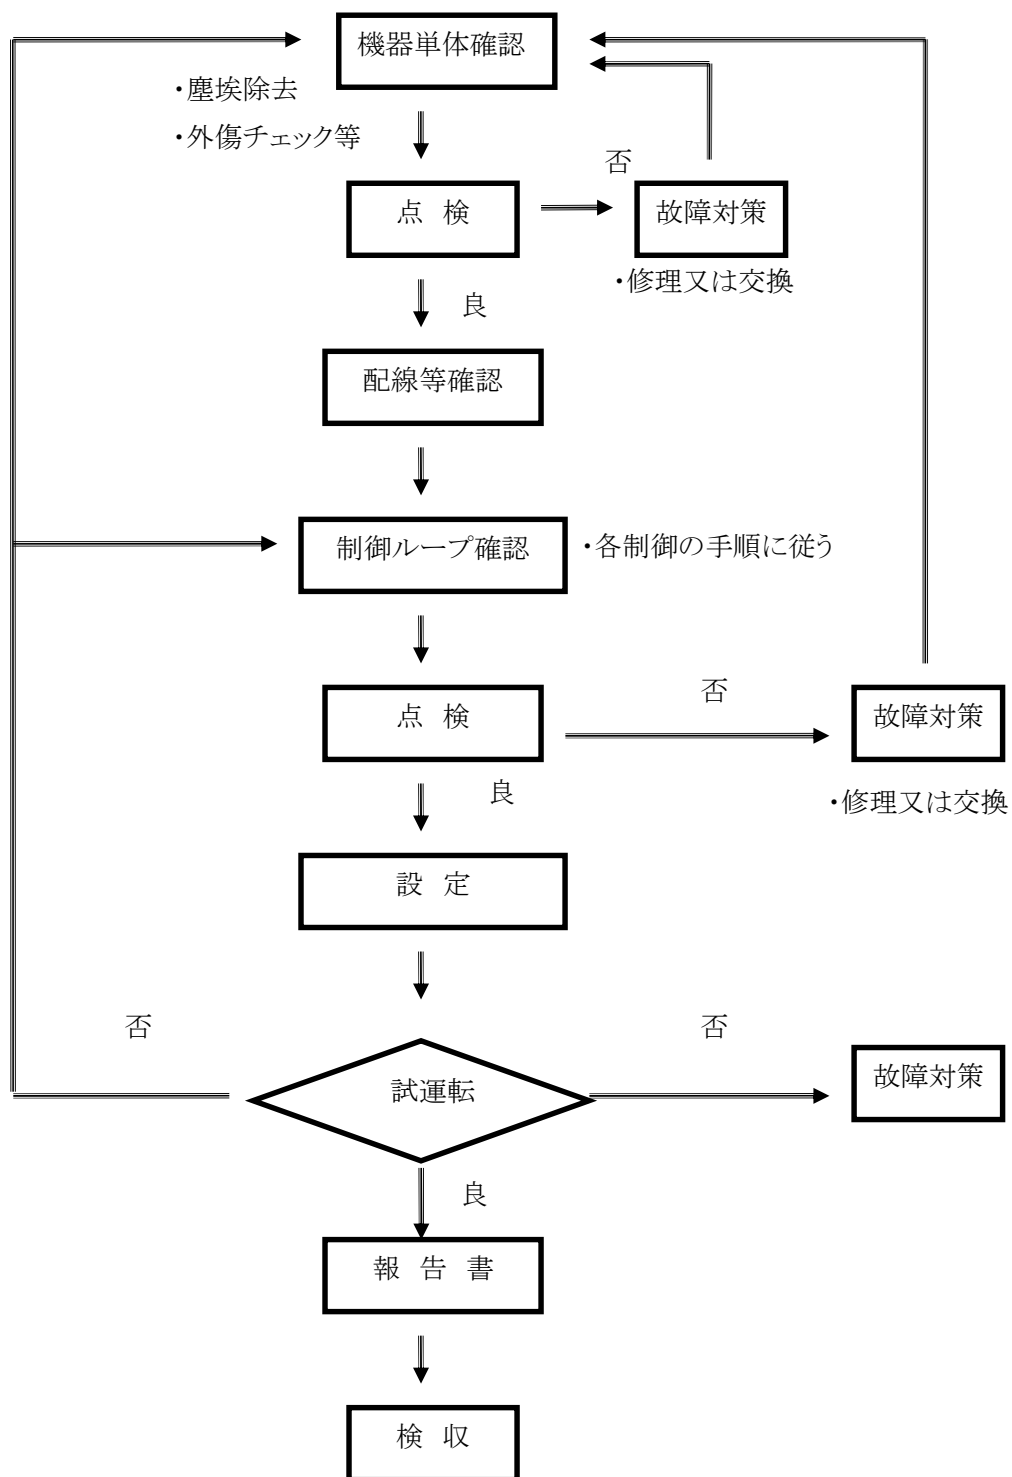 機器単体確認
・塵埃除去
・外傷チェック等
否
点 検
故障対策
・修理又は交換
良
配線等確認
制御ループ確認
・各制御の手順に従う
否
点 検
故障対策
良
・修理又は交換
設 定
否
否
試運転
故障対策
良
報 告 書
検 収